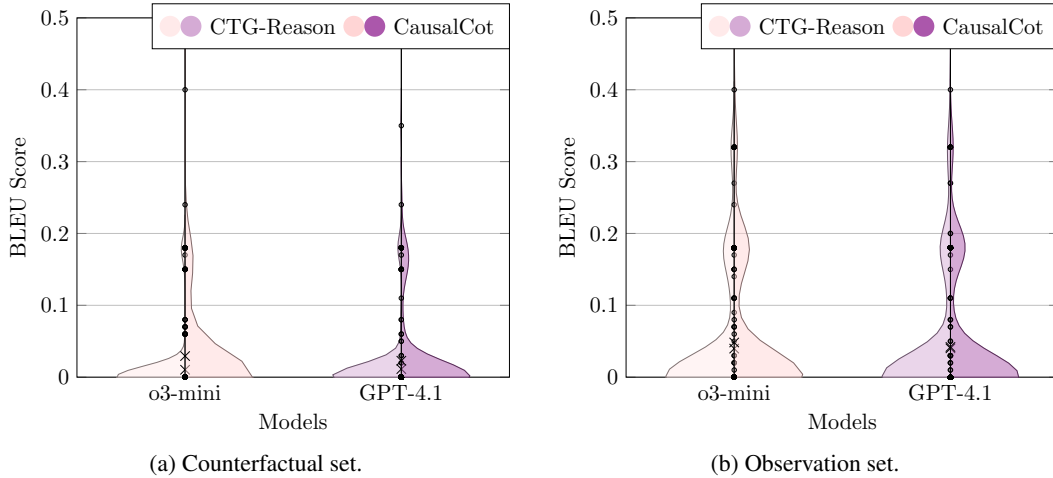 CTG-Reason CausalCot
0.5
0.4
0.3
0.2
0.1
0
BLEU Score
o3-mini GPT-4.1
Models
(a) Counterfactual set.
CTG-Reason CausalCot
0.5
0.4
0.3
0.2
0.1
0
BLEU Score
o3-mini GPT-4.1
Models
(b) Observation set.